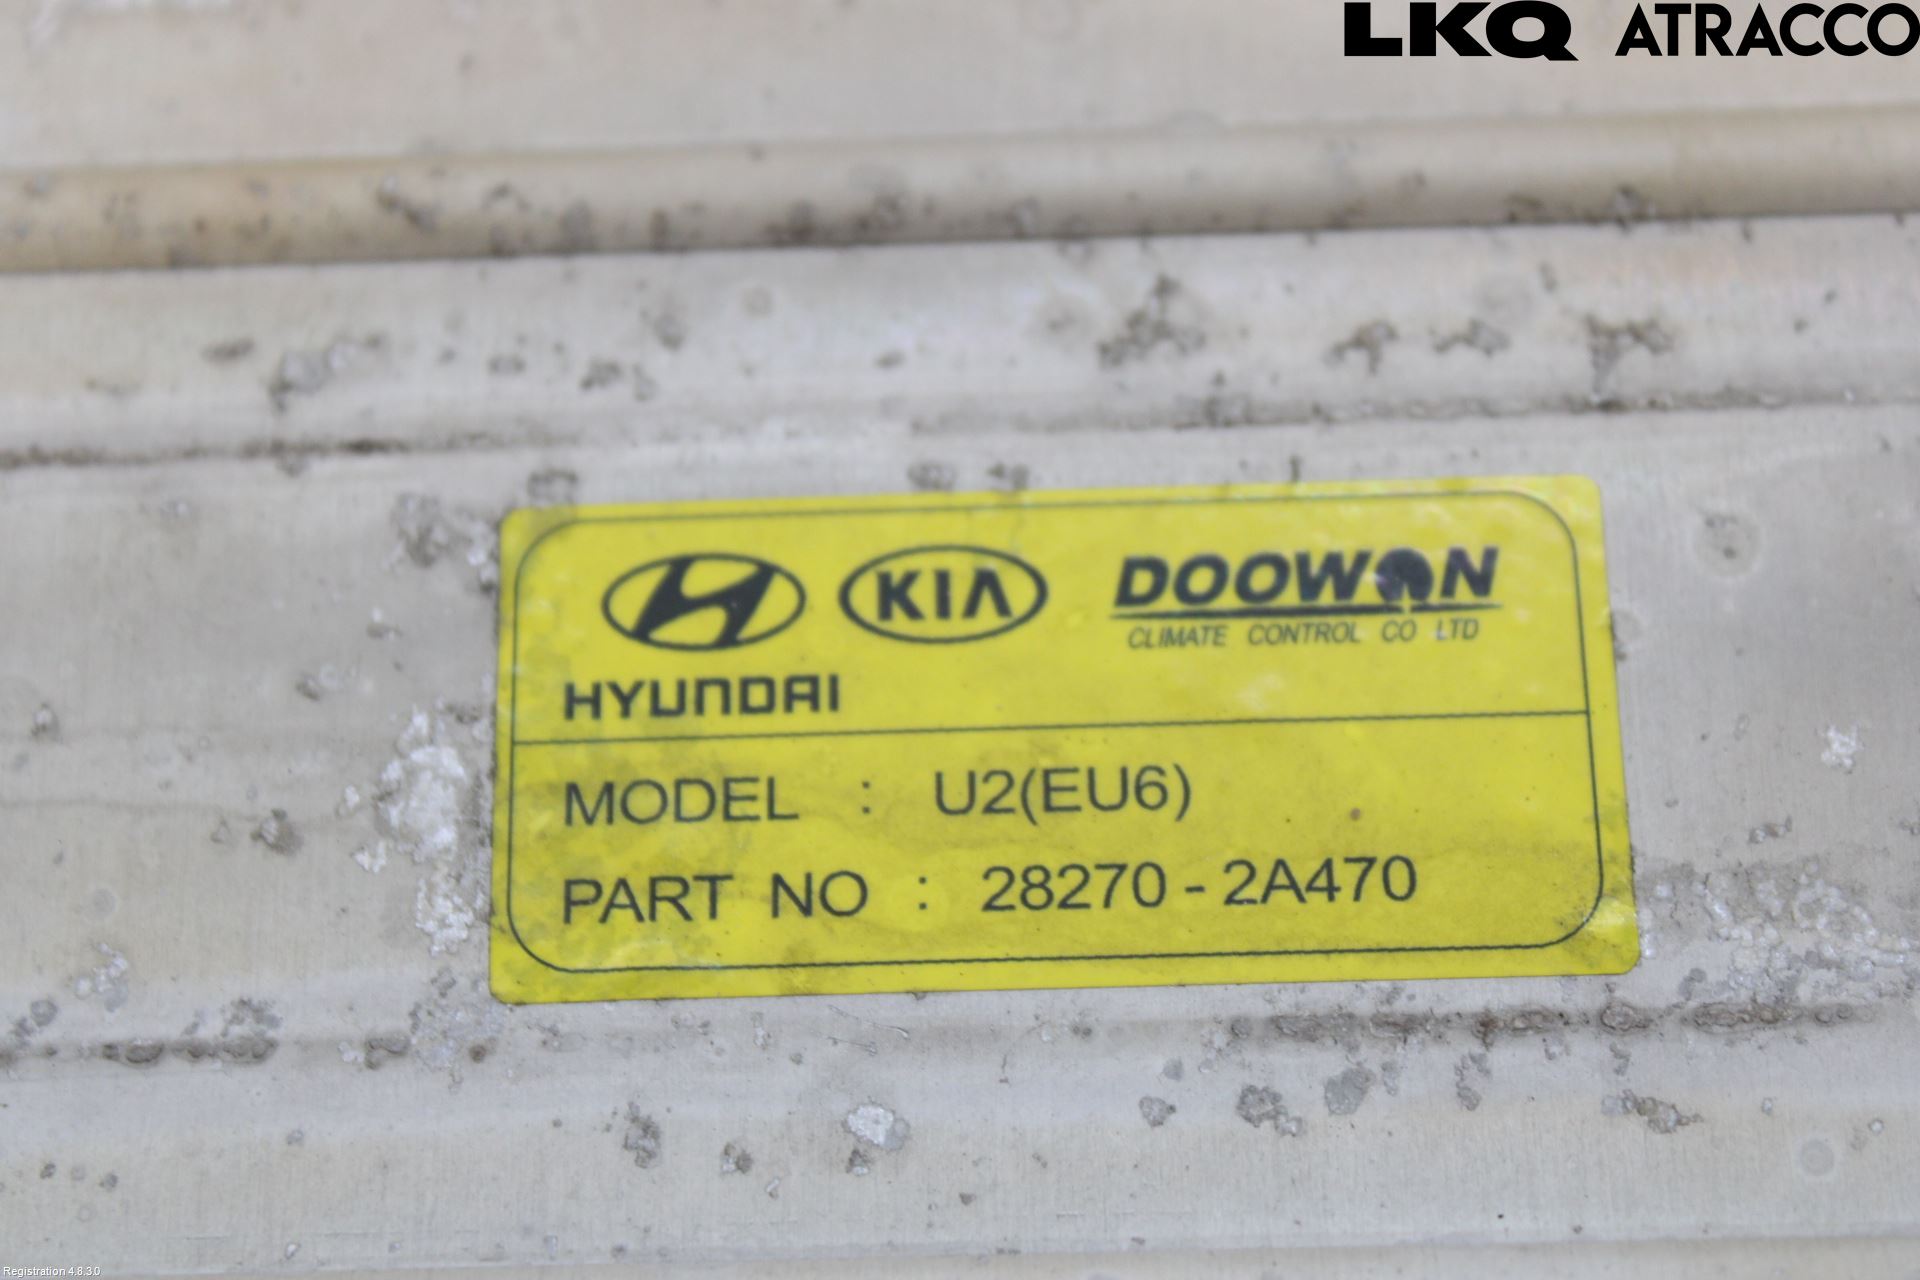 LKQ ATRACCO
KIA DOOWON
CLIMATE CONTROL CO LTD
HYUNDAI
MODEL : U2(EU6)
PART NO : 28270-2A470
Registration 4.8.3.0